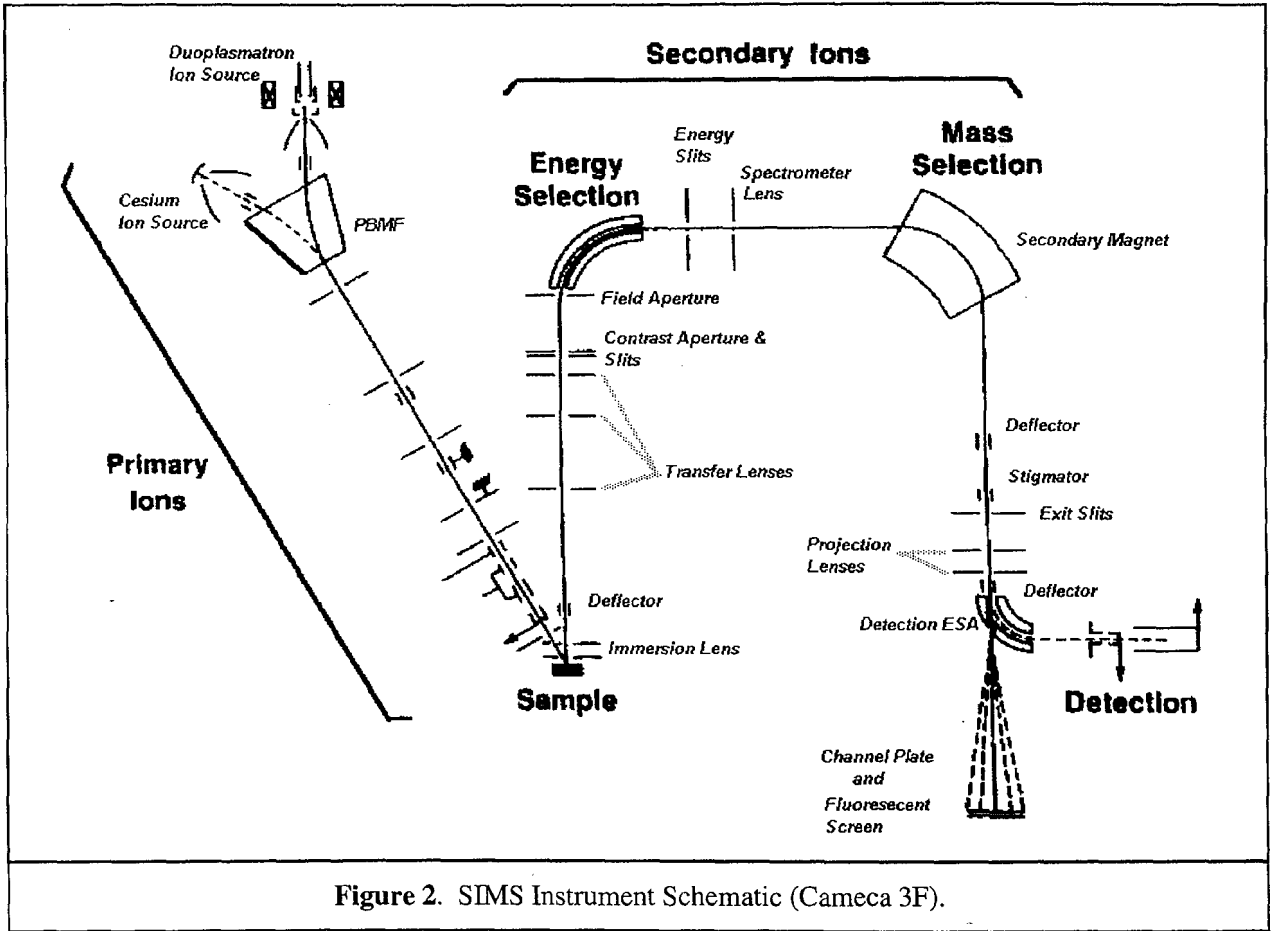 Duoplasmatron
Ion Source
Secondary Ions
Cesium
Ion Source
PBMF
Energy
Selection
Energy
Slits
Spectrometer
Lens
Mass
Selection
Secondary Magnet
Field Aperture
Contrast Aperture &
Slits
Primary
Ions
Transfer Lenses
Deflector
Stigmator
Exit Slits
Projection
Lenses
Deflector
Detection ESA
Deflector
Immersion Lens
Sample
Detection
Channel Plate
and
Fluoresecent
Screen
Figure 2. SIMS Instrument Schematic (Cameca 3F).